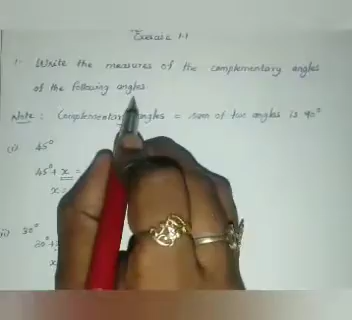 Exercise 1.1
1. Write the measures of the complementary angles
of the following angles.
Note : Complementary angles = sum of two angles is 90°
(i) 45°
45° + x =
x =
ii) 30°
30° +
x